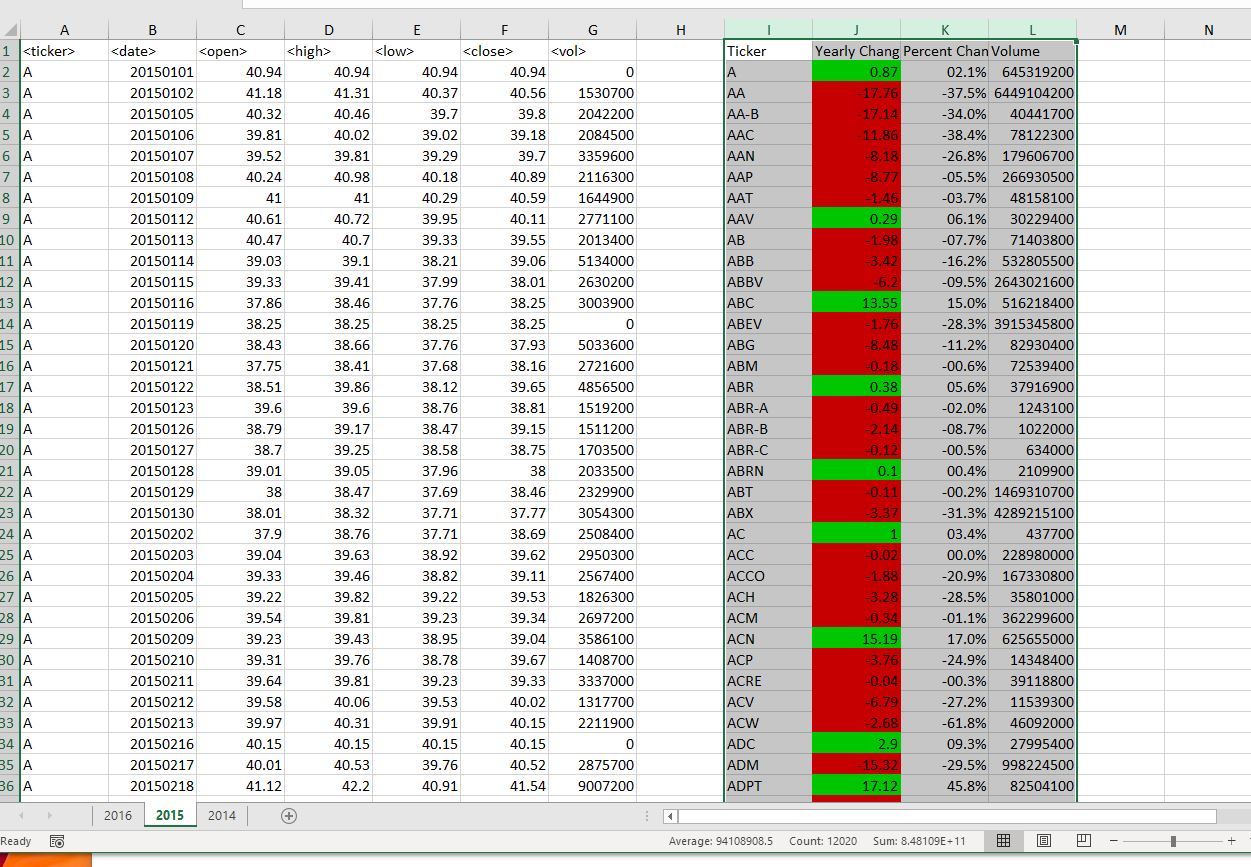 A B C D E F G H I J K L M N
1 <ticker> <date> <open> <high> <low> <close> <vol> Ticker Yearly Chang Percent Chan Volume
2 A 20150101 40.94 40.94 40.94 40.94 0 A 0.87 02.1% 645319200
3 A 20150102 41.18 41.31 40.37 40.56 1530700 AA -17.76 -37.5% 6449104200
4 A 20150105 40.32 40.46 39.7 39.8 2042200 AA-B -17.14 -34.0% 40441700
5 A 20150106 39.81 40.02 39.02 39.18 2084500 AAC -11.86 -38.4% 78122300
6 A 20150107 39.52 39.81 39.29 39.7 3359600 AAN -8.18 -26.8% 179606700
7 A 20150108 40.24 40.98 40.18 40.89 2116300 AAP -8.77 -05.5% 266930500
8 A 20150109 41 41 40.29 40.59 1644900 AAT -1.46 -03.7% 48158100
9 A 20150112 40.61 40.72 39.95 40.11 2771100 AAV 0.29 06.1% 30229400
10 A 20150113 40.47 40.7 39.33 39.55 2013400 AB -1.98 -07.7% 71403800
11 A 20150114 39.03 39.1 38.21 39.06 5134000 ABB -3.42 -16.2% 532805500
12 A 20150115 39.33 39.41 37.99 38.01 2630200 ABBV -6.2 -09.5% 2643021600
13 A 20150116 37.86 38.46 37.76 38.25 3003900 ABC 13.55 15.0% 516218400
14 A 20150119 38.25 38.25 38.25 38.25 0 ABEV -1.76 -28.3% 3915345800
15 A 20150120 38.43 38.66 37.76 37.93 5033600 ABG -8.48 -11.2% 82930400
16 A 20150121 37.75 38.41 37.68 38.16 2721600 ABM -0.18 -00.6% 72539400
17 A 20150122 38.51 39.86 38.12 39.65 4856500 ABR 0.38 05.6% 37916900
18 A 20150123 39.6 39.6 38.76 38.81 1519200 ABR-A -0.49 -02.0% 1243100
19 A 20150126 38.79 39.17 38.47 39.15 1511200 ABR-B -2.14 -08.7% 1022000
20 A 20150127 38.7 39.25 38.58 38.75 1703500 ABR-C -0.12 -00.5% 634000
21 A 20150128 39.01 39.05 37.96 38 2033500 ABRN 0.1 00.4% 2109900
22 A 20150129 38 38.47 37.69 38.46 2329900 ABT -0.11 -00.2% 1469310700
23 A 20150130 38.01 38.32 37.71 37.77 3054300 ABX -3.37 -31.3% 4289215100
24 A 20150202 37.9 38.76 37.71 38.69 2508400 AC 1 03.4% 437700
25 A 20150203 39.04 39.63 38.92 39.62 2950300 ACC -0.02 00.0% 228980000
26 A 20150204 39.33 39.46 38.82 39.11 2567400 ACCO -1.88 -20.9% 167330800
27 A 20150205 39.22 39.82 39.22 39.53 1826300 ACH -3.28 -28.5% 35801000
28 A 20150206 39.54 39.81 39.23 39.34 2697200 ACM -0.34 -01.1% 362299600
29 A 20150209 39.23 39.43 38.95 39.04 3586100 ACN 15.19 17.0% 625655000
30 A 20150210 39.31 39.76 38.78 39.67 1408700 ACP -3.76 -24.9% 14348400
31 A 20150211 39.64 39.81 39.23 39.33 3337000 ACRE -0.04 -00.3% 39118800
32 A 20150212 39.58 40.06 39.53 40.02 1317700 ACV -6.79 -27.2% 11539300
33 A 20150213 39.97 40.31 39.91 40.15 2211900 ACW -2.68 -61.8% 46092000
34 A 20150216 40.15 40.15 40.15 40.15 0 ADC 2.9 09.3% 27995400
35 A 20150217 40.01 40.53 39.76 40.52 2875700 ADM -15.32 -29.5% 998224500
36 A 20150218 41.12 42.2 40.91 41.54 9007200 ADPT 17.12 45.8% 82504100
2016 2015 2014
Ready Average: 94108908.5 Count: 12020 Sum: 8.48109E+11